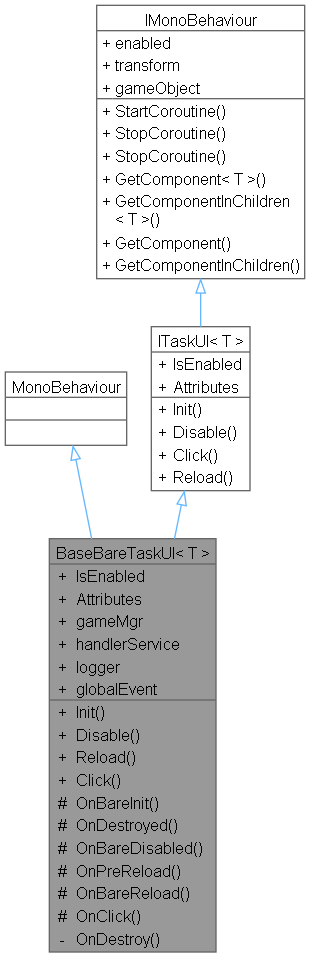 IMonoBehaviour
+ enabled
+ transform
+ gameObject
+ StartCoroutine()
+ StopCoroutine()
+ StopCoroutine()
+ GetComponent< T >()
+ GetComponentInChildren
< T >()
+ GetComponent()
+ GetComponentInChildren()
ITaskUI< T >
+ IsEnabled
+ Attributes
+ Init()
+ Disable()
+ Click()
+ Reload()
MonoBehaviour
BaseBareTaskUI< T >
+ IsEnabled
+ Attributes
+ gameMgr
+ handlerService
+ logger
+ globalEvent
+ Init()
+ Disable()
+ Reload()
+ Click()
# OnBareInit()
# OnDestroyed()
# OnBareDisabled()
# OnPreReload()
# OnBareReload()
# OnClick()
- OnDestroy()